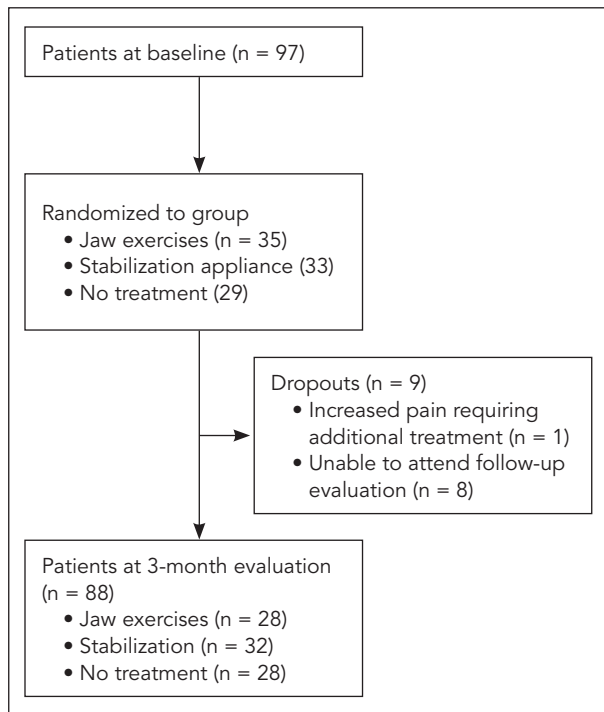 Patients at baseline (n = 97)
Randomized to group
• Jaw exercises (n = 35)
• Stabilization appliance (33)
• No treatment (29)
Dropouts (n = 9)
• Increased pain requiring
additional treatment (n = 1)
• Unable to attend follow-up
evaluation (n = 8)
Patients at 3-month evaluation
(n = 88)
• Jaw exercises (n = 28)
• Stabilization (n = 32)
• No treatment (n = 28)